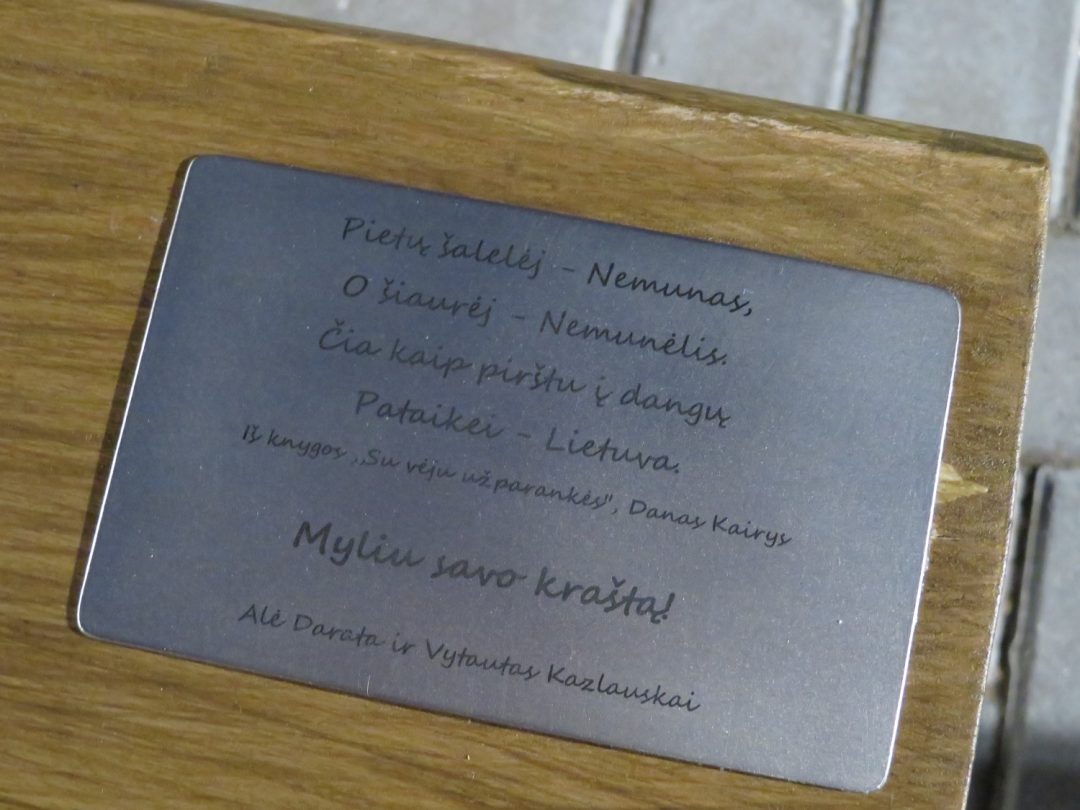 Pietų šalelėj - Nemunas,
O šiaurėj - Nemunėlis.
Čia kaip pirštu į dangų
Pataikei - Lietuva.
Iš knygos ,,Su vėju už parankės", Danas Kairys
Myliu savo kraštą!
Alė Darata ir Vytautas Kazlauskai